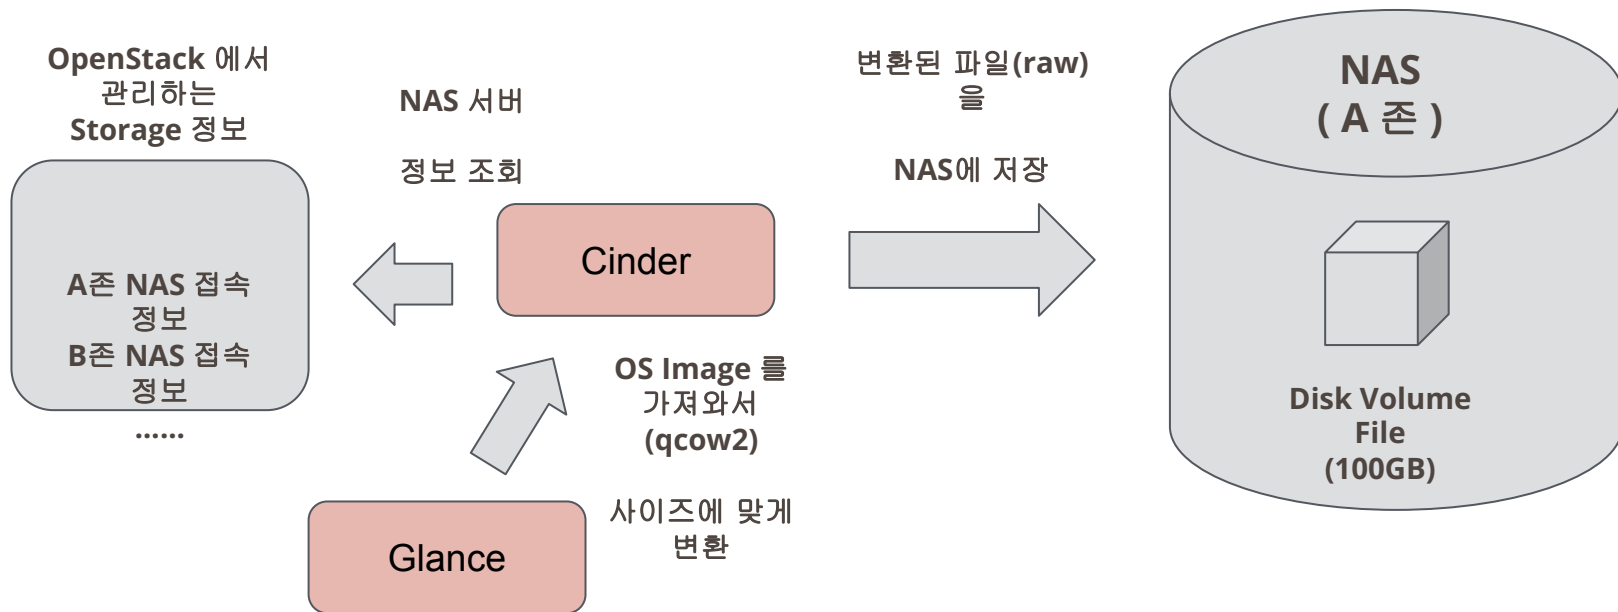 OpenStack 에서
관리하는
Storage 정보
A존 NAS 접속
정보
B존 NAS 접속
정보
......
NAS 서버
정보 조회
Cinder
Glance
OS Image 를
가져와서
(qcow2)
사이즈에 맞게
변환
변환된 파일(raw)
을
NAS에 저장
NAS
( A 존 )
Disk Volume
File
(100GB)